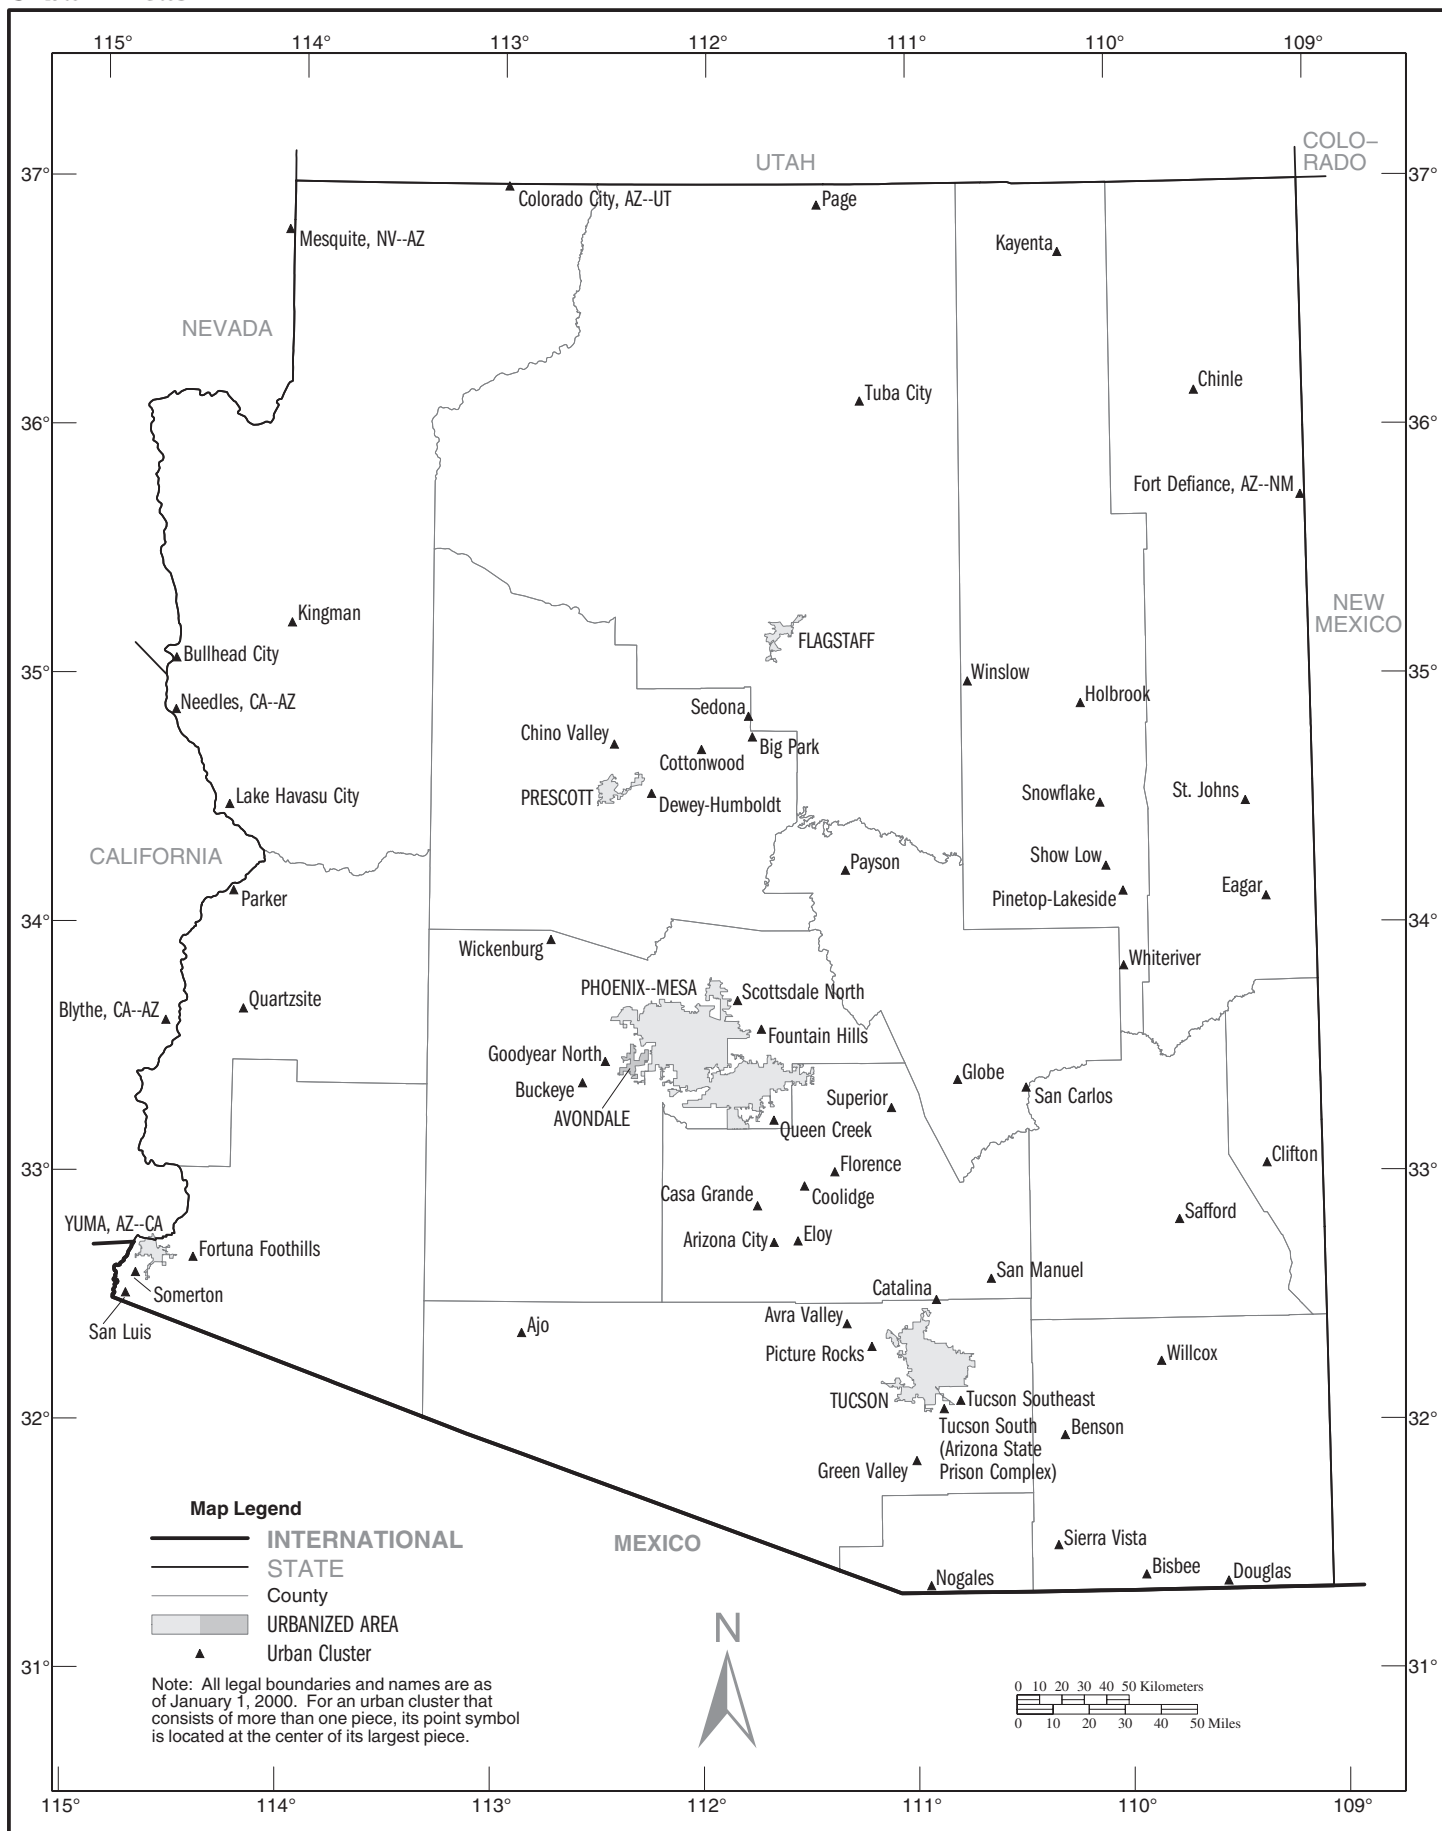 115° 114° 113° 112° 111° 110° 109°
COLO–
RADO
UTAH
37° 37°
Colorado City, AZ--UT
Page
Mesquite, NV--AZ
Kayenta
NEVADA
Chinle
Tuba City
36° 36°
Fort Defiance, AZ--NM
NEW
MEXICO
Kingman
FLAGSTAFF
Bullhead City
35° 35°
Winslow
Needles, CA--AZ
Holbrook
Sedona
Chino Valley
Big Park
Cottonwood
PRESCOTT
Dewey-Humboldt
Lake Havasu City
Snowflake
St. Johns
CALIFORNIA
Payson
Show Low
Parker
Pinetop-Lakeside
Eagar
34° 34°
Wickenburg
Whiteriver
PHOENIX--MESA
Scottsdale North
Quartzsite
Blythe, CA--AZ
Fountain Hills
Goodyear North
Buckeye
AVONDALE
Globe
San Carlos
Superior
Queen Creek
33° 33°
Florence
Clifton
Casa Grande
Coolidge
Safford
YUMA, AZ--CA
Fortuna Foothills
Arizona City
Eloy
San Manuel
Somerton
Catalina
San Luis
Avra Valley
Ajo
Picture Rocks
Willcox
TUCSON
Tucson Southeast
32° 32°
Tucson South
(Arizona State
Prison Complex)
Benson
Green Valley
MEXICO
Sierra Vista
Bisbee
Douglas
Nogales
Map Legend
INTERNATIONAL
STATE
County
URBANIZED AREA
Urban Cluster
N
31° 31°
Note: All legal boundaries and names are as
of January 1, 2000. For an urban cluster that
consists of more than one piece, its point symbol
is located at the center of its largest piece.
0 10 20 30 40 50 Kilometers
0 10 20 30 40 50 Miles
115° 114° 113° 112° 111° 110° 109°